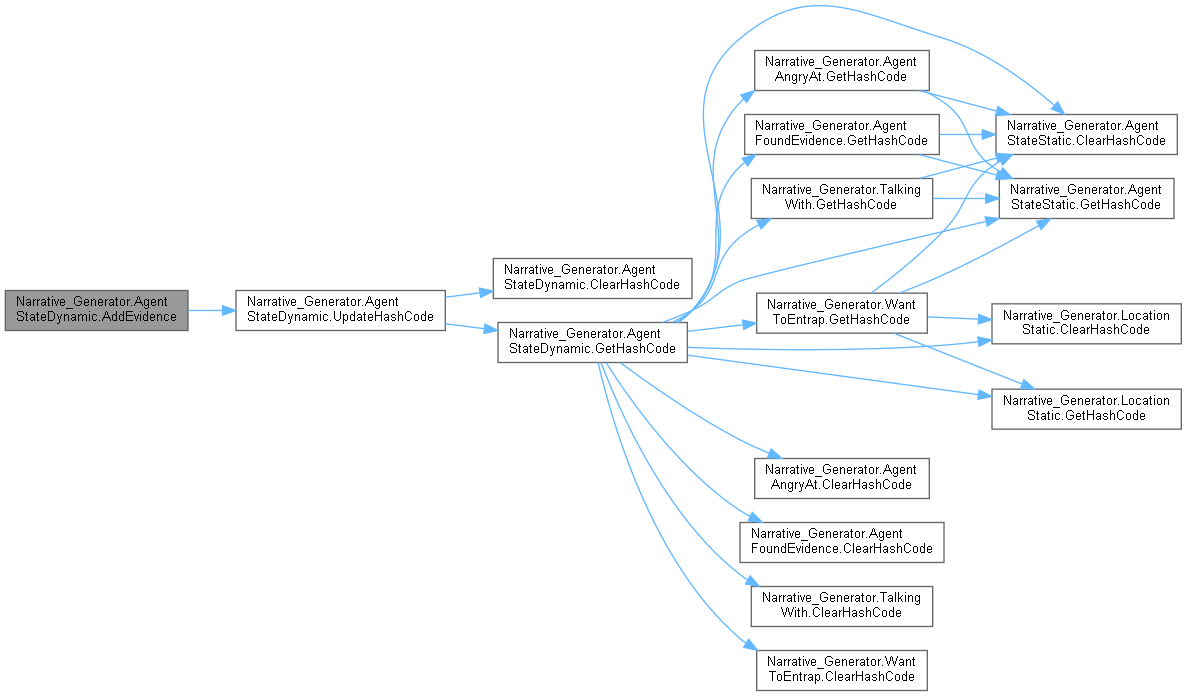 Narrative_Generator.Agent
StateDynamic.AddEvidence
Narrative_Generator.Agent
StateDynamic.UpdateHashCode
Narrative_Generator.Agent
StateDynamic.ClearHashCode
Narrative_Generator.Agent
StateDynamic.GetHashCode
Narrative_Generator.Agent
AngryAt.GetHashCode
Narrative_Generator.Agent
FoundEvidence.GetHashCode
Narrative_Generator.Talking
With.GetHashCode
Narrative_Generator.Want
ToEntrap.GetHashCode
Narrative_Generator.Agent
AngryAt.ClearHashCode
Narrative_Generator.Agent
FoundEvidence.ClearHashCode
Narrative_Generator.Talking
With.ClearHashCode
Narrative_Generator.Want
ToEntrap.ClearHashCode
Narrative_Generator.Agent
StateStatic.ClearHashCode
Narrative_Generator.Agent
StateStatic.GetHashCode
Narrative_Generator.Location
Static.ClearHashCode
Narrative_Generator.Location
Static.GetHashCode